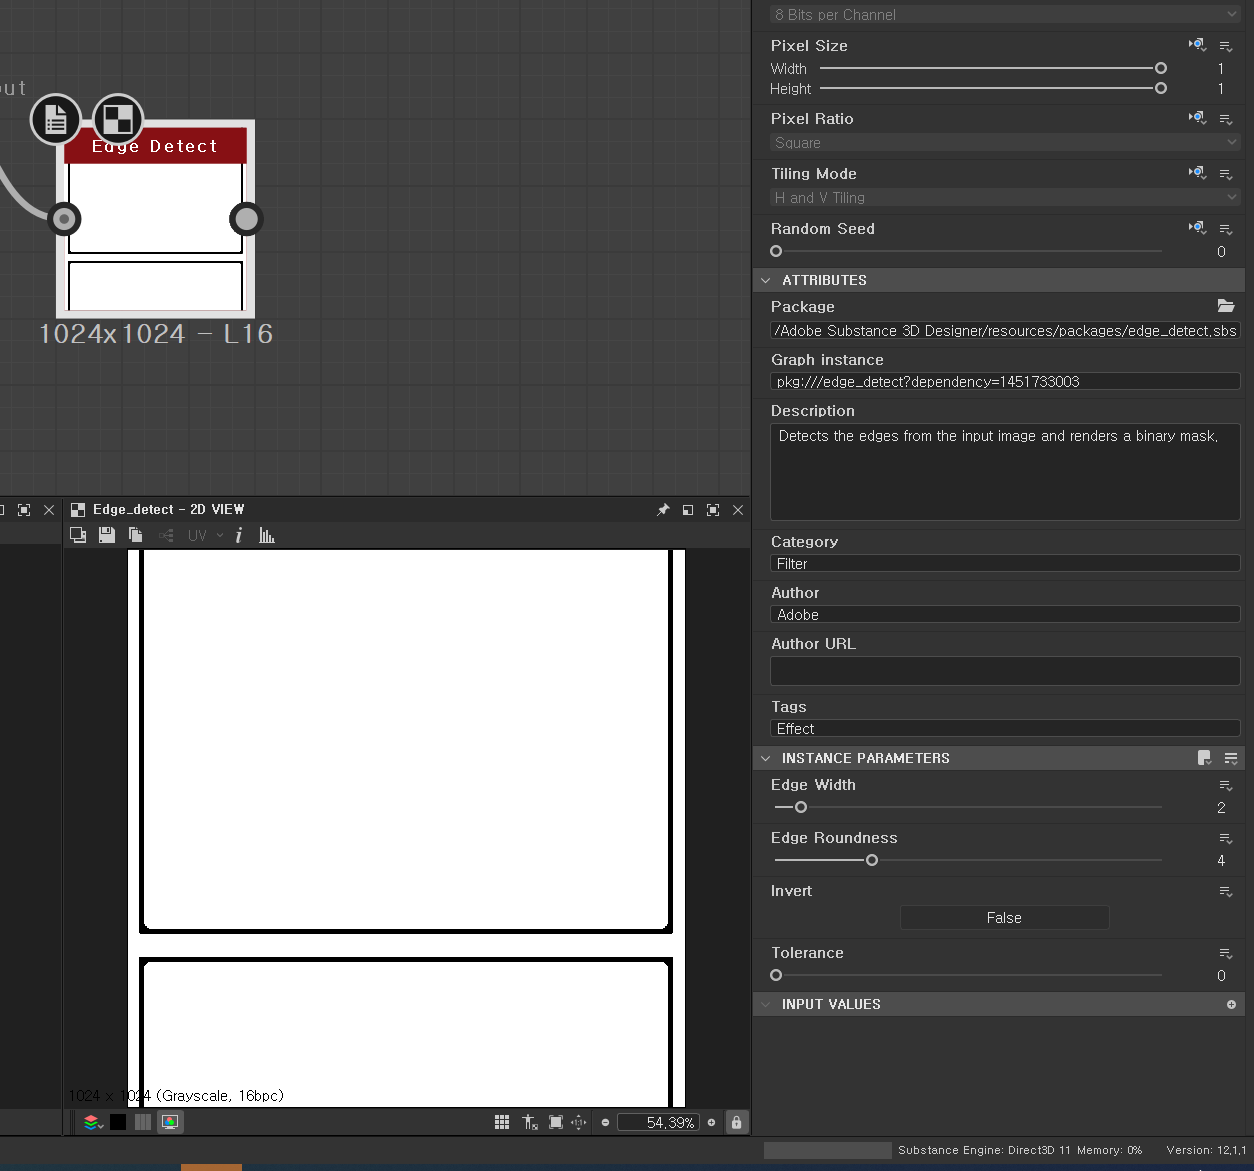 out
Edge Detect
1024x1024 - L16
Edge_detect - 2D VIEW
UV
i
1024 x 1024 (Grayscale, 16bpc)
54.39%
8 Bits per Channel
Pixel Size
Width 1
Height 1
Pixel Ratio
Square
Tiling Mode
H and V Tiling
Random Seed
0
ATTRIBUTES
Package
/Adobe Substance 3D Designer/resources/packages/edge_detect.sbs
Graph instance
pkg:///edge_detect?dependency=1451733003
Description
Detects the edges from the input image and renders a binary mask.
Category
Filter
Author
Adobe
Author URL
Tags
Effect
INSTANCE PARAMETERS
Edge Width
2
Edge Roundness
4
Invert
False
Tolerance
0
INPUT VALUES
Substance Engine: Direct3D 11 Memory: 0% Version: 12.1.1